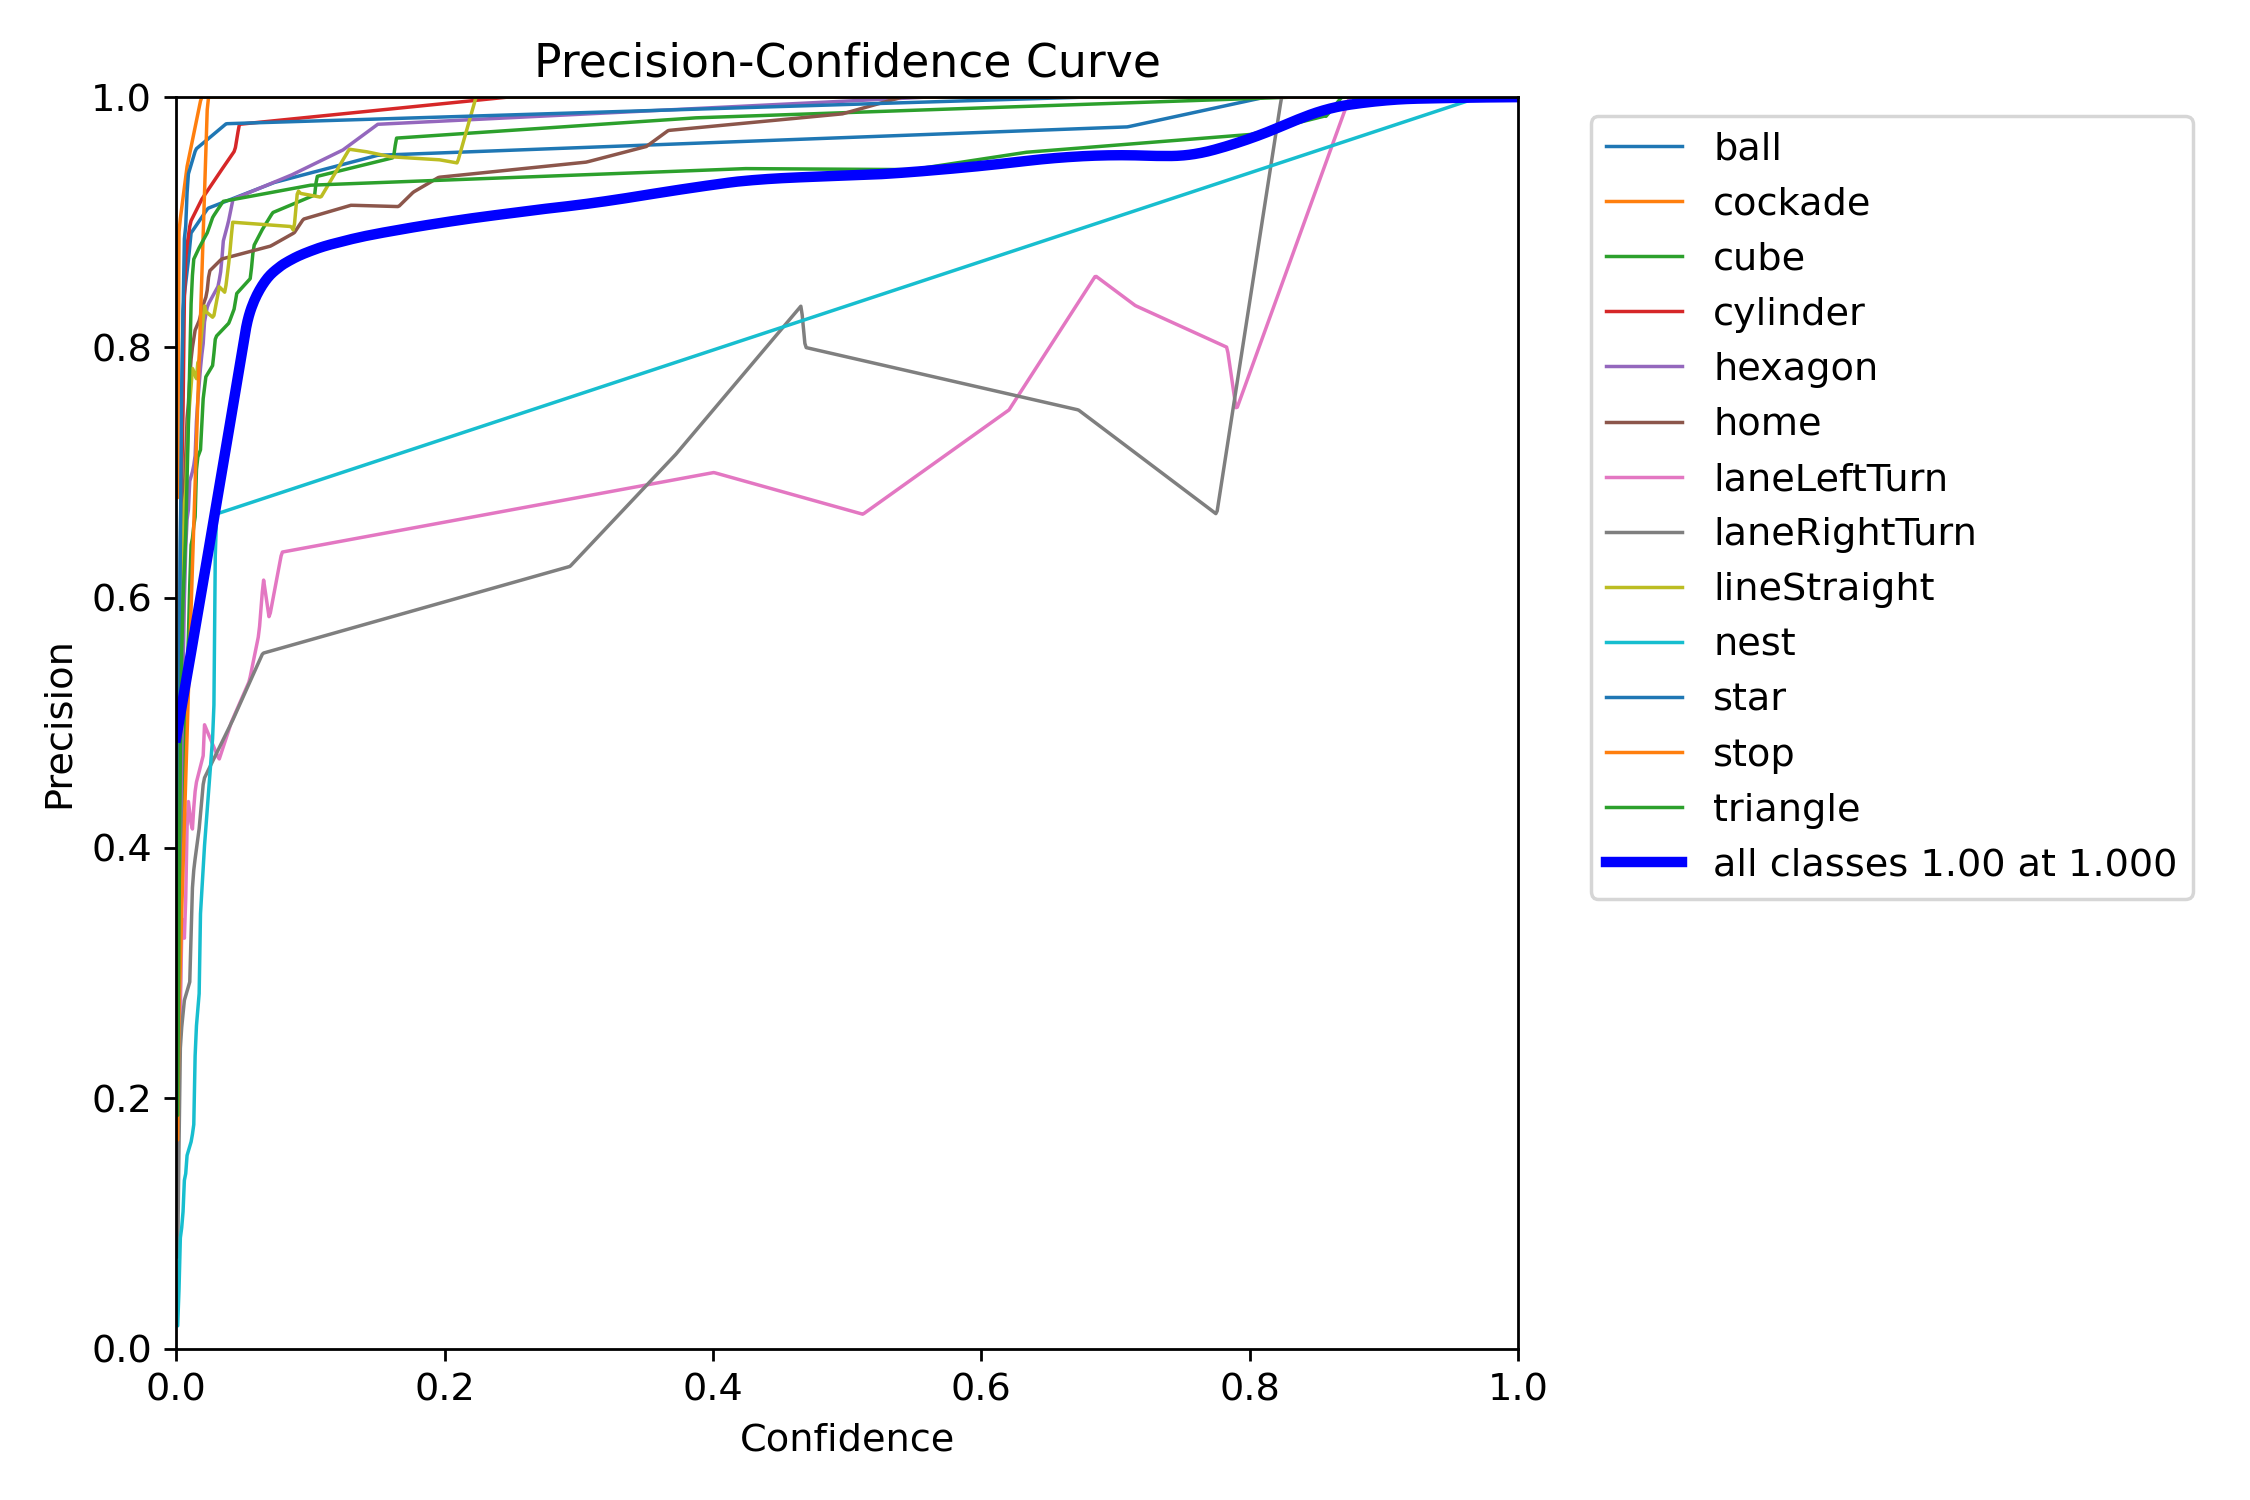 Precision-Confidence Curve
1.0
0.8
0.6
0.4
0.2
0.0
Precision
0.0 0.2 0.4 0.6 0.8 1.0
Confidence
ball
cockade
cube
cylinder
hexagon
home
laneLeftTurn
laneRightTurn
lineStraight
nest
star
stop
triangle
all classes 1.00 at 1.000